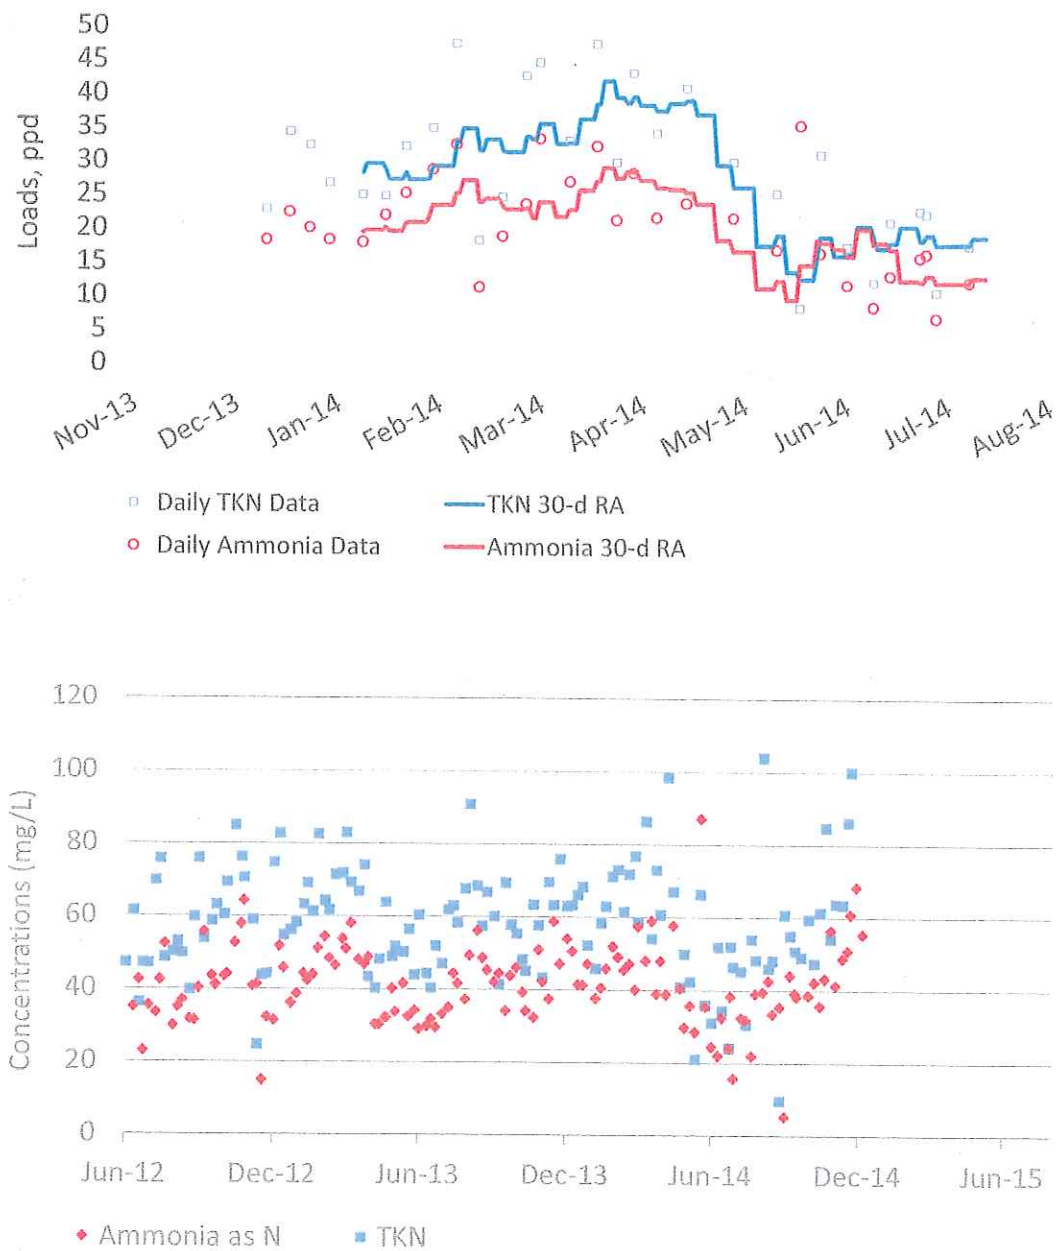 50
45
40
35
30
25
20
15
10
5
0
Loads, ppd
Nov-13 Dec-13 Jan-14 Feb-14 Mar-14 Apr-14 May-14 Jun-14 Jul-14 Aug-14
Daily TKN Data TKN 30-d RA
Daily Ammonia Data Ammonia 30-d RA
120
100
80
60
40
20
0
Concentrations (mg/L)
Jun-12 Dec-12 Jun-13 Dec-13 Jun-14 Dec-14 Jun-15
Ammonia as N TKN